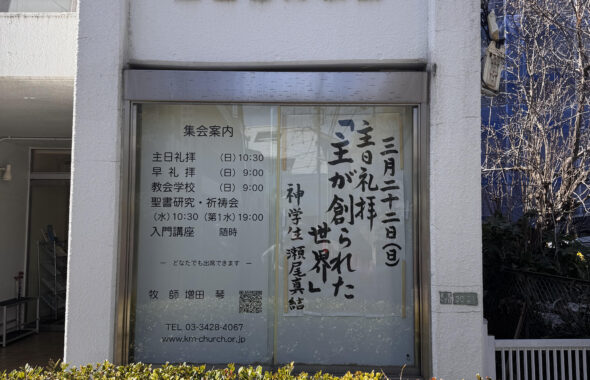 集会案内
主日礼拝 (日) 10:30
早礼拝 (日) 9:00
教会学校 (日) 9:00
聖書研究・祈祷会
(水) 10:30 (第1水) 19:00
入門講座 随時
― どなたでも出席できます ―
牧師 増田 琴
TEL 03-3428-4067
www.km-church.or.jp
三月二十二日(日)
主日礼拝
「主が創られた
世界」
神学生 瀬尾真結